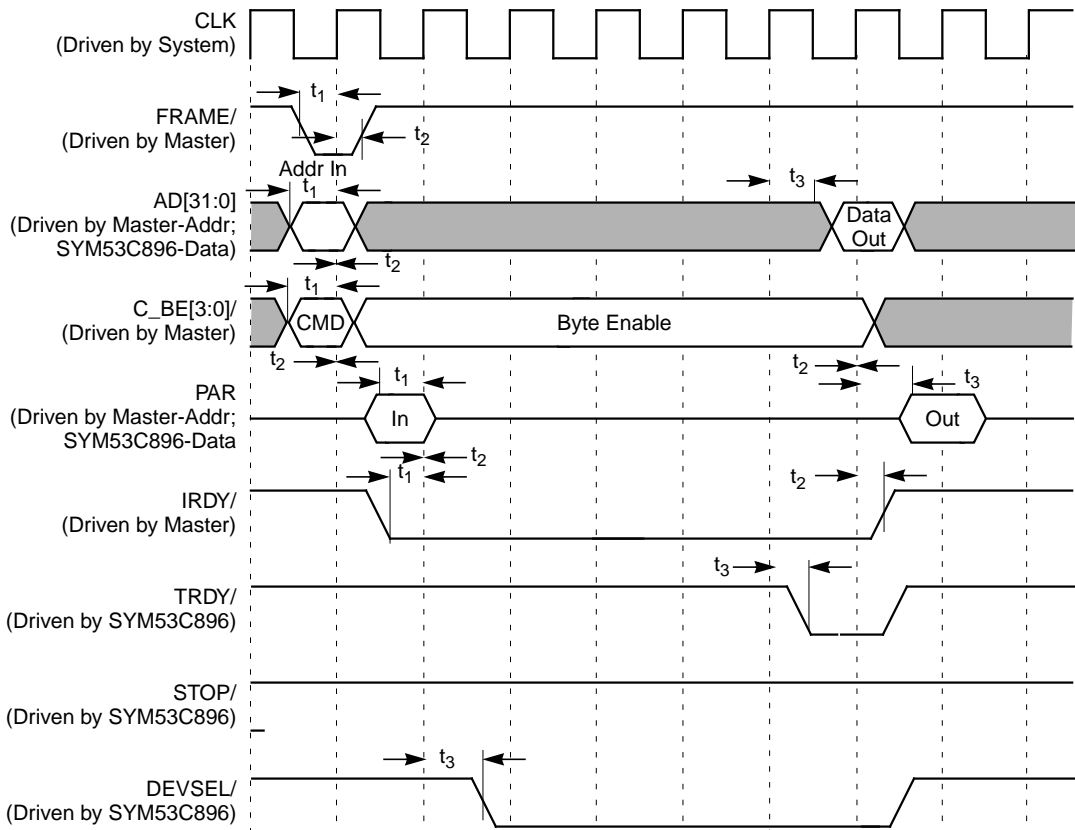 CLK
(Driven by System)
t1
FRAME/
(Driven by Master)
t2
Addr In
t1
t3
AD[31:0]
(Driven by Master-Addr;
SYM53C896-Data)
Data
Out
t2
t1
C_BE[3:0]/
(Driven by Master)
CMD
Byte Enable
t2
t1
t2
t3
PAR
(Driven by Master-Addr;
SYM53C896-Data
In
Out
t2
t1
t2
IRDY/
(Driven by Master)
t3
TRDY/
(Driven by SYM53C896)
STOP/
(Driven by SYM53C896)
t3
DEVSEL/
(Driven by SYM53C896)